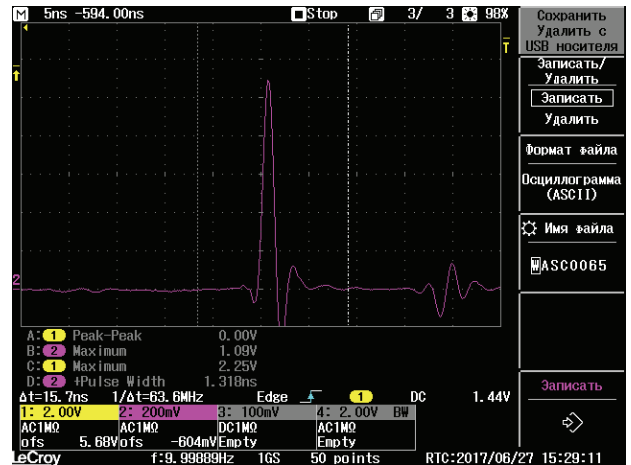 M 5ns -594.00ns Stop 3/ 3 98%
T
2
A:1 Peak-Peak 0.00V
B:2 Maximum 1.09V
C:1 Maximum 2.25V
D:2 +Pulse Width 1.318ns
Δt=15.7ns 1/Δt=63.6MHz Edge 1 DC 1.44V
1: 2.00V 2: 200mV 3: 100mV 4: 2.00V BW
AC1MΩ AC1MΩ DC1MΩ AC1MΩ
ofs 5.68V ofs -604mV Empty Empty
LeCroy f:9.99889Hz 1GS 50 points RTC:2017/06/27 15:29:11
Сохранить
Удалить с
USB носителя
Записать/
Удалить
Записать
Удалить
Формат файла
Осциллограмма
(ASCII)
Имя файла
WASC0065
Записать